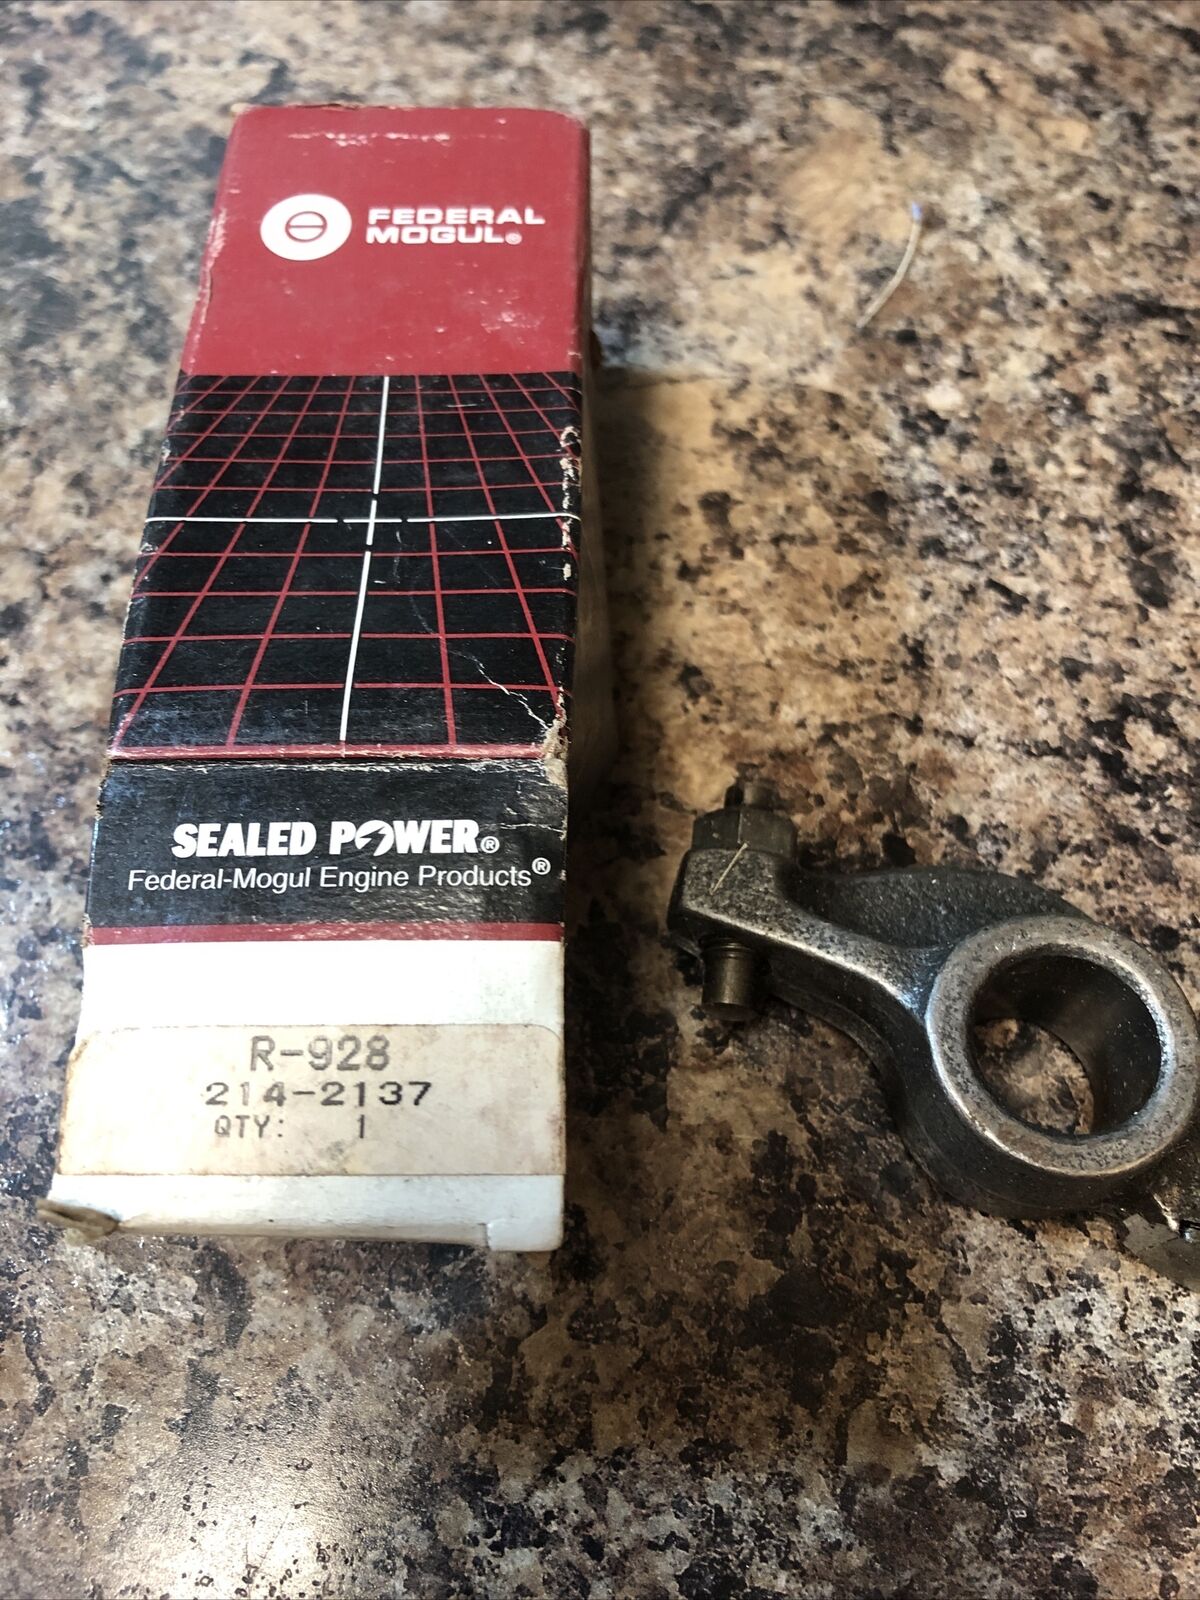 FEDERAL
MOGUL®
SEALED POWER®
Federal-Mogul Engine Products®
R-928
214-2137
QTY: 1